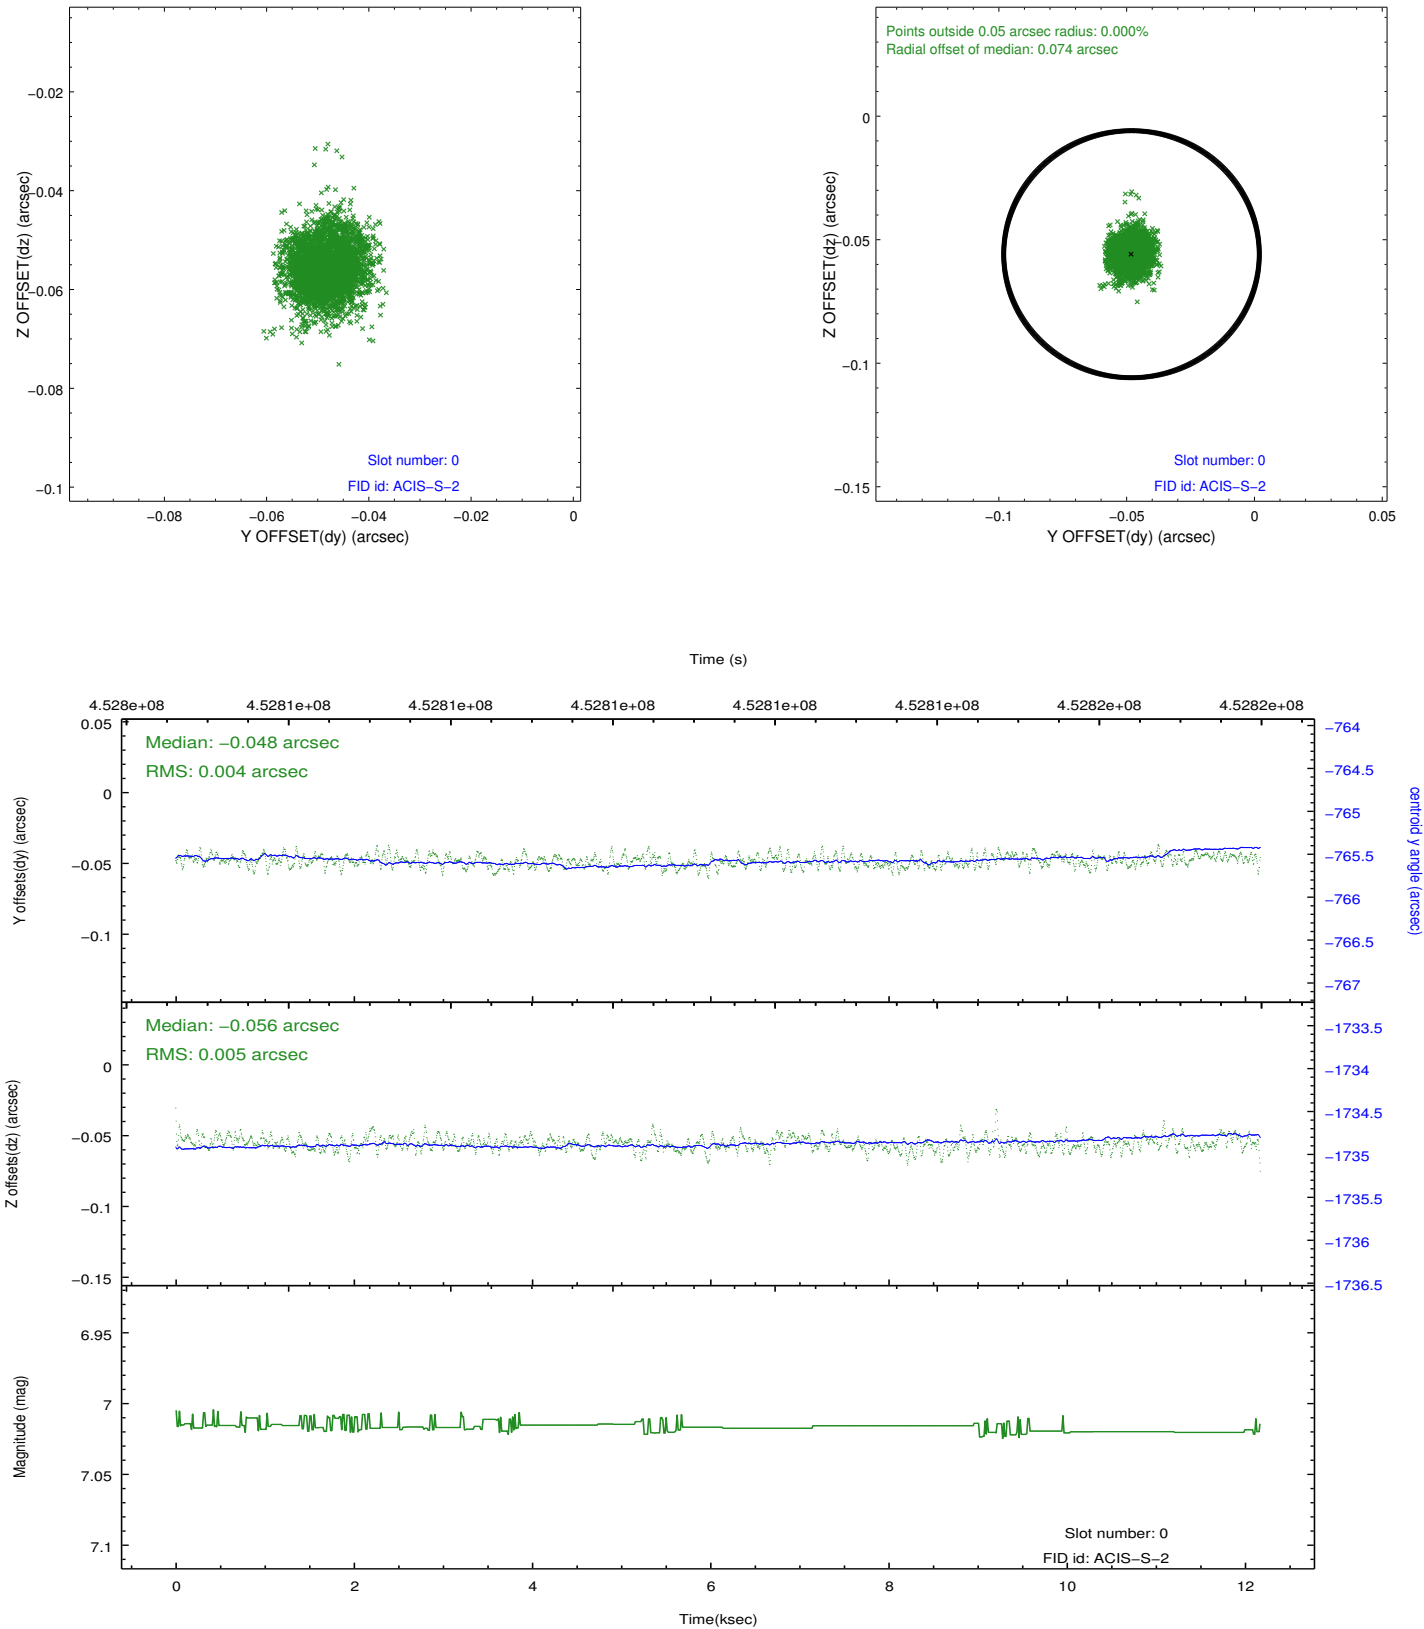 −0.02
−0.04
−0.06
−0.08
−0.1
Z OFFSET(dz) (arcsec)
Slot number: 0
FID id: ACIS−S−2
−0.08
−0.06
−0.04
−0.02
0
Y OFFSET(dy) (arcsec)
Points outside 0.05 arcsec radius: 0.000%
Radial offset of median: 0.074 arcsec
0
−0.05
−0.1
−0.15
Z OFFSET(dz) (arcsec)
Slot number: 0
FID id: ACIS−S−2
−0.1
−0.05
0
0.05
Y OFFSET(dy) (arcsec)
Time (s)
4.528e+08
4.5281e+08
4.5281e+08
4.5281e+08
4.5281e+08
4.5281e+08
4.5282e+08
4.5282e+08
0.05
0
−0.05
−0.1
Y offsets(dy) (arcsec)
Median: −0.048 arcsec
RMS: 0.004 arcsec
−764
−764.5
−765
−765.5
−766
−766.5
−767
centroid y angle (arcsec)
0
−0.05
−0.1
−0.15
Z offsets(dz) (arcsec)
Median: −0.056 arcsec
RMS: 0.005 arcsec
−1733.5
−1734
−1734.5
−1735
−1735.5
−1736
−1736.5
6.95
7
7.05
7.1
Magnitude (mag)
Slot number: 0
FID id: ACIS−S−2
0
2
4
6
8
10
12
Time(ksec)